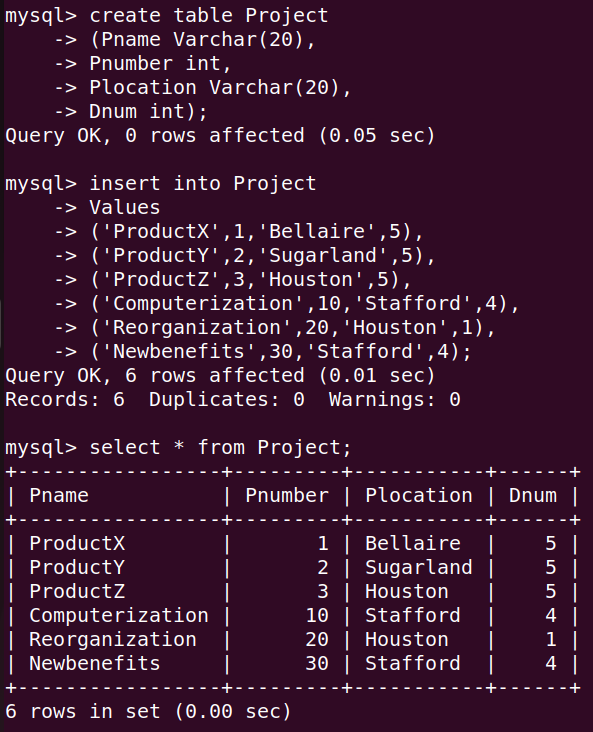 mysql> create table Project
    -> (Pname Varchar(20),
    -> Pnumber int,
    -> Plocation Varchar(20),
    -> Dnum int);
Query OK, 0 rows affected (0.05 sec)

mysql> insert into Project
    -> Values
    -> ('ProductX',1,'Bellaire',5),
    -> ('ProductY',2,'Sugarland',5),
    -> ('ProductZ',3,'Houston',5),
    -> ('Computerization',10,'Stafford',4),
    -> ('Reorganization',20,'Houston',1),
    -> ('Newbenefits',30,'Stafford',4);
Query OK, 6 rows affected (0.01 sec)
Records: 6  Duplicates: 0  Warnings: 0

mysql> select * from Project;
+-----------------+---------+-----------+------+
| Pname           | Pnumber | Plocation | Dnum |
+-----------------+---------+-----------+------+
| ProductX        |       1 | Bellaire  |    5 |
| ProductY        |       2 | Sugarland |    5 |
| ProductZ        |       3 | Houston   |    5 |
| Computerization |      10 | Stafford  |    4 |
| Reorganization  |      20 | Houston   |    1 |
| Newbenefits     |      30 | Stafford  |    4 |
+-----------------+---------+-----------+------+
6 rows in set (0.00 sec)